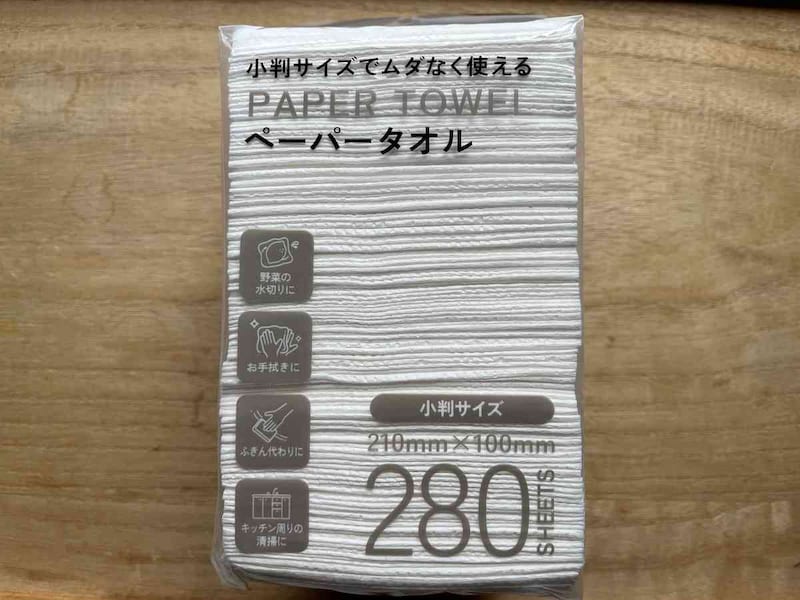 小判サイズでムダなく使える
PAPER TOWEL
ペーパータオル
野菜の
水切りに
お手拭きに
ふきん代わりに
キッチン周りの
清掃に
小判サイズ
210mm×100mm
280
SHEETS